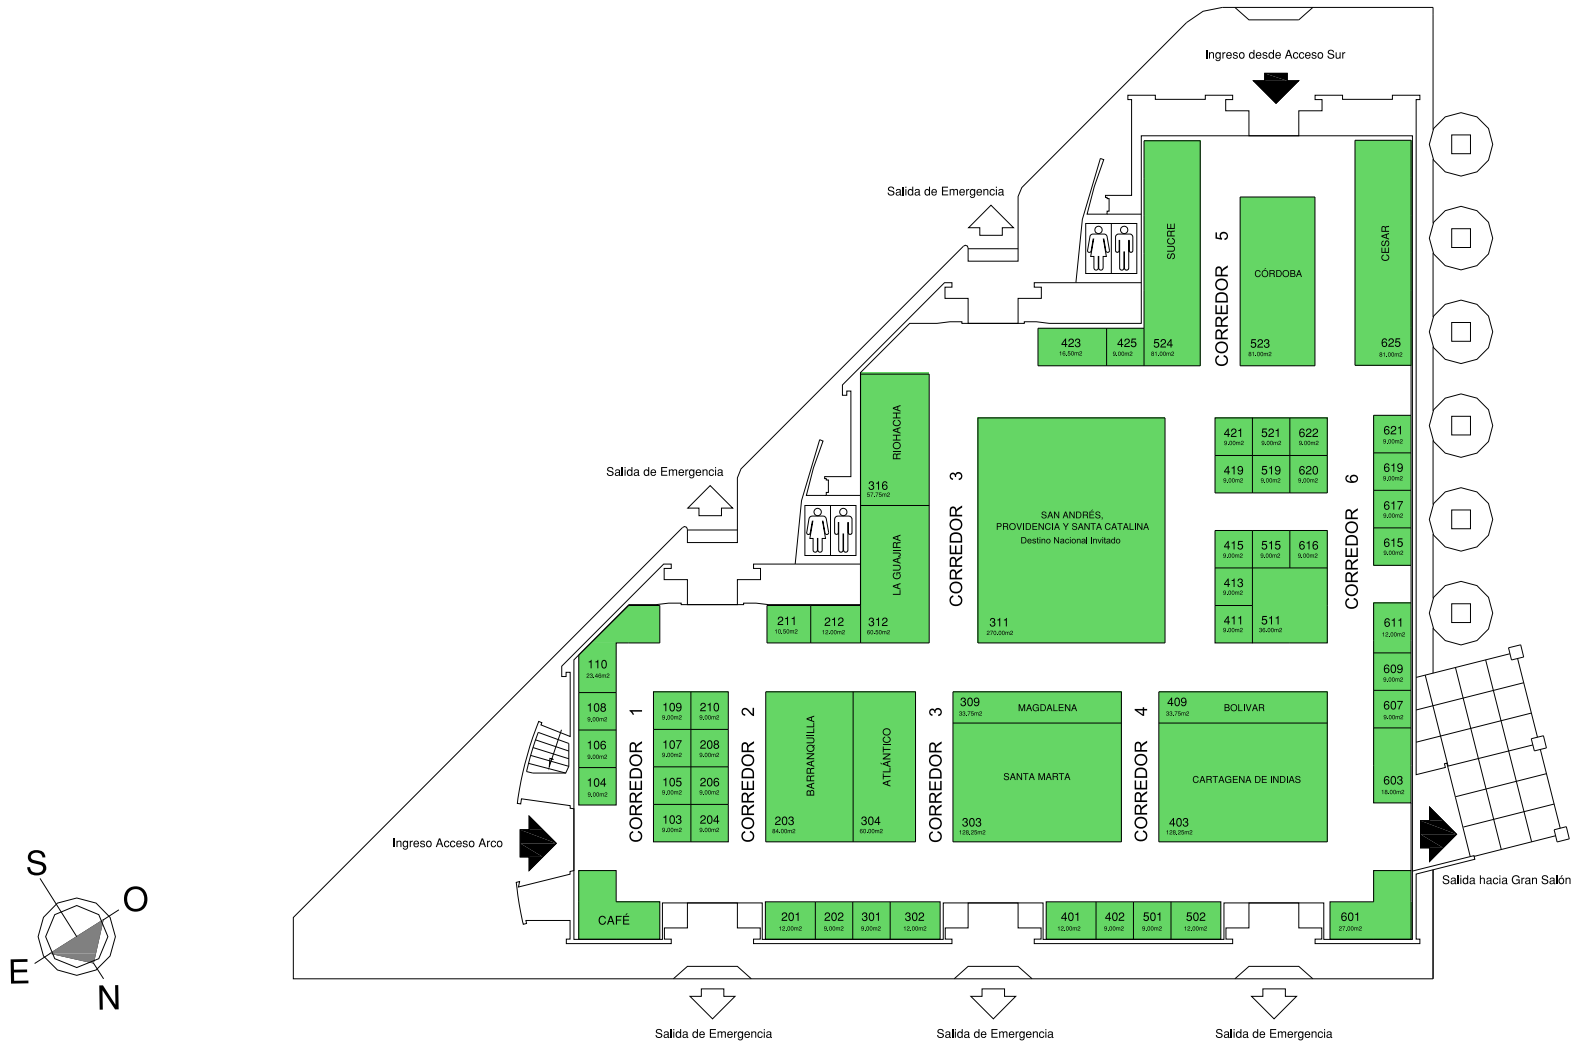 Ingreso desde Acceso Sur
Salida de Emergencia
SUCRE
524
81.00m2
CORREDOR 5
CÓRDOBA
523
81.00m2
CESAR
625
81.00m2
423
16.50m2
425
9.00m2
RIOHACHA
316
57.75m2
LA GUAJIRA
312
60.50m2
CORREDOR 3
SAN ANDRÉS,
PROVIDENCIA Y SANTA CATALINA
Destino Nacional Invitado
311
270.00m2
421
9.00m2
521
9.00m2
622
9.00m2
419
9.00m2
519
9.00m2
620
9.00m2
415
9.00m2
515
9.00m2
616
9.00m2
413
9.00m2
411
9.00m2
511
36.00m2
CORREDOR 6
621
9.00m2
619
9.00m2
617
9.00m2
615
9.00m2
611
12.00m2
609
9.00m2
607
9.00m2
603
18.00m2
Salida de Emergencia
211
10.50m2
212
12.00m2
110
23.46m2
108
9.00m2
106
9.00m2
104
9.00m2
CORREDOR 1
109
9.00m2
210
9.00m2
107
9.00m2
208
9.00m2
105
9.00m2
206
9.00m2
103
9.00m2
204
9.00m2
CORREDOR 2
BARRANQUILLA
203
84.00m2
ATLÁNTICO
304
60.00m2
CORREDOR 3
309
33.75m2
MAGDALENA
SANTA MARTA
303
128.25m2
CORREDOR 4
409
33.75m2
BOLIVAR
CARTAGENA DE INDIAS
403
128.25m2
Ingreso Acceso Arco
Salida hacia Gran Salón
CAFÉ
201
12.00m2
202
9.00m2
301
9.00m2
302
12.00m2
401
12.00m2
402
9.00m2
501
9.00m2
502
12.00m2
601
27.00m2
S
O
E
N
Salida de Emergencia
Salida de Emergencia
Salida de Emergencia